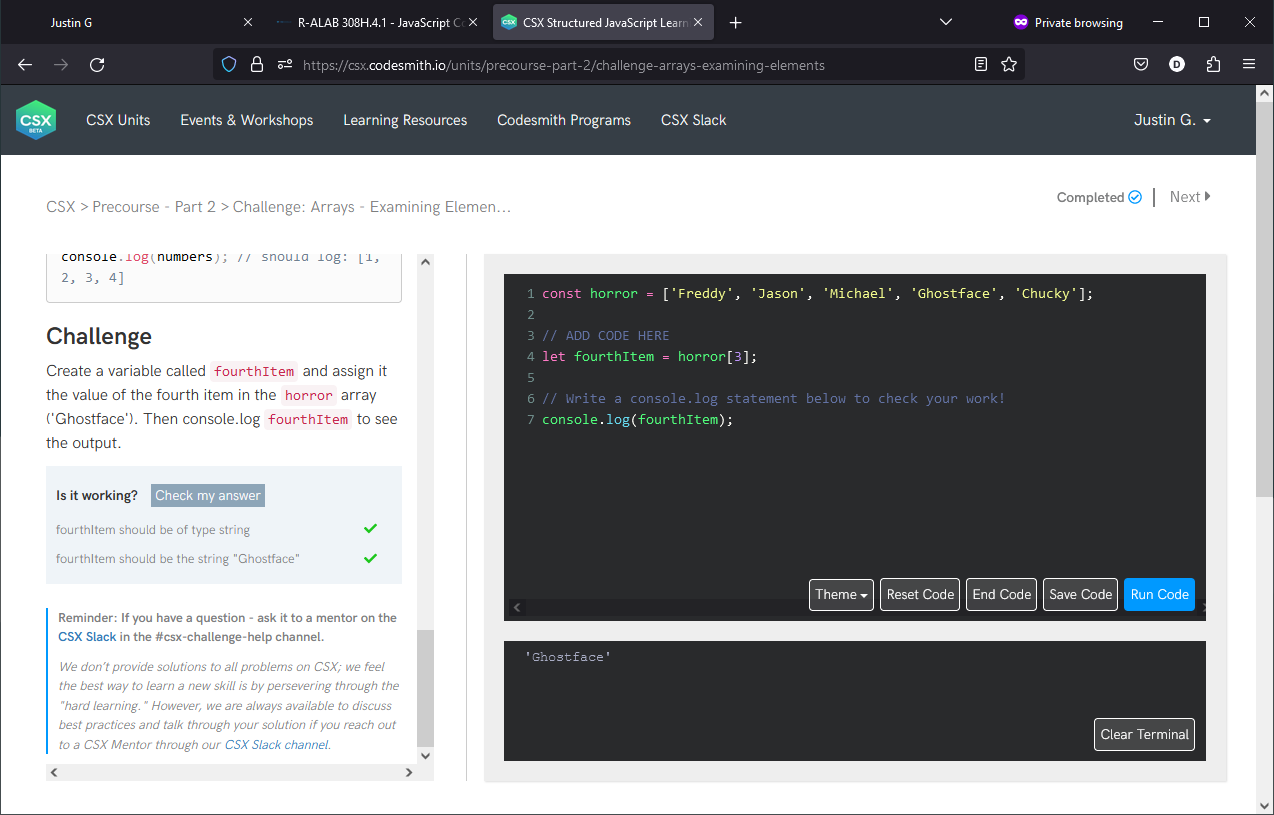 Justin G
R-ALAB 308H.4.1 - JavaScript Co
CSX Structured JavaScript Learn
Private browsing
https://csx.codesmith.io/units/precourse-part-2/challenge-arrays-examining-elements
D
CSX
BETA
CSX Units
Events & Workshops
Learning Resources
Codesmith Programs
CSX Slack
Justin G.
CSX > Precourse - Part 2 > Challenge: Arrays - Examining Elemen...
Completed
Next
console.log(numbers); // should log: [1,
2, 3, 4]
Challenge
Create a variable called fourthItem and assign it
the value of the fourth item in the horror array
('Ghostface'). Then console.log fourthItem to see
the output.
Is it working? Check my answer
fourthItem should be of type string
fourthItem should be the string "Ghostface"
Reminder: If you have a question - ask it to a mentor on the
CSX Slack in the #csx-challenge-help channel.
We don't provide solutions to all problems on CSX; we feel
the best way to learn a new skill is by persevering through the
"hard learning." However, we are always available to discuss
best practices and talk through your solution if you reach out
to a CSX Mentor through our CSX Slack channel.
1 const horror = ['Freddy', 'Jason', 'Michael', 'Ghostface', 'Chucky'];
2
3 // ADD CODE HERE
4 let fourthItem = horror[3];
5
6 // Write a console.log statement below to check your work!
7 console.log(fourthItem);
Theme
Reset Code
End Code
Save Code
Run Code
'Ghostface'
Clear Terminal